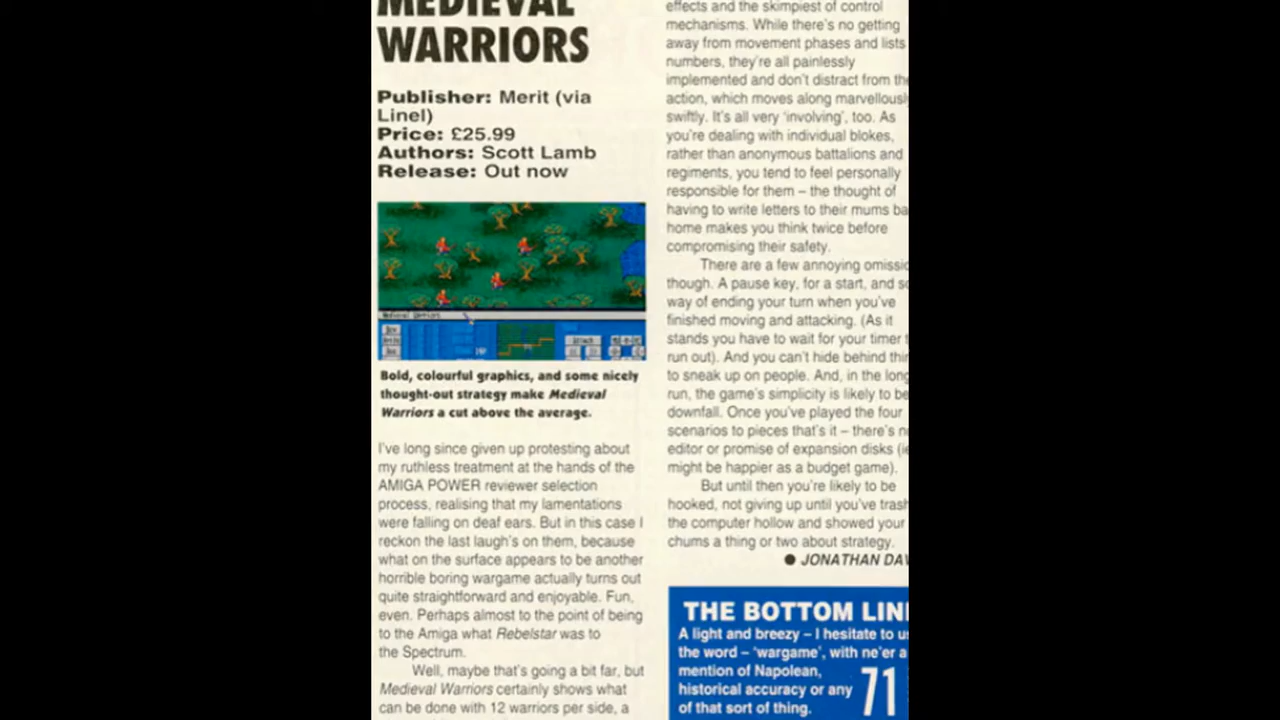 MEDIEVAL
WARRIORS
Publisher: Merit (via
Linel)
Price: £25.99
Authors: Scott Lamb
Release: Out now
Medieval Warriors
Bold, colourful graphics, and some nicely
thought-out strategy make Medieval
Warriors a cut above the average.
I've long since given up protesting about
my ruthless treatment at the hands of the
AMIGA POWER reviewer selection
process, realising that my lamentations
were falling on deaf ears. But in this case I
reckon the last laugh's on them, because
what on the surface appears to be another
horrible boring wargame actually turns out
quite straightforward and enjoyable. Fun,
even. Perhaps almost to the point of being
to the Amiga what Rebelstar was to
the Spectrum.
Well, maybe that's going a bit far, but
Medieval Warriors certainly shows what
can be done with 12 warriors per side, a
effects and the skimpiest of control
mechanisms. While there's no getting
away from movement phases and lists
numbers, they're all painlessly
implemented and don't distract from the
action, which moves along marvellously
swiftly. It's all very 'involving', too. As
you're dealing with individual blokes,
rather than anonymous battalions and
regiments, you tend to feel personally
responsible for them – the thought of
having to write letters to their mums ba
home makes you think twice before
compromising their safety.
There are a few annoying omissio
though. A pause key, for a start, and so
way of ending your turn when you've
finished moving and attacking. (As it
stands you have to wait for your timer t
run out). And you can't hide behind thin
to sneak up on people. And, in the long
run, the game's simplicity is likely to be
downfall. Once you've played the four
scenarios to pieces that's it – there's no
editor or promise of expansion disks (ie
might be happier as a budget game).
But until then you're likely to be
hooked, not giving up until you've trash
the computer hollow and showed your
chums a thing or two about strategy.
● JONATHAN DAV
THE BOTTOM LINE
A light and breezy – I hesitate to us
the word – 'wargame', with ne'er a
mention of Napolean,
historical accuracy or any
of that sort of thing.
71